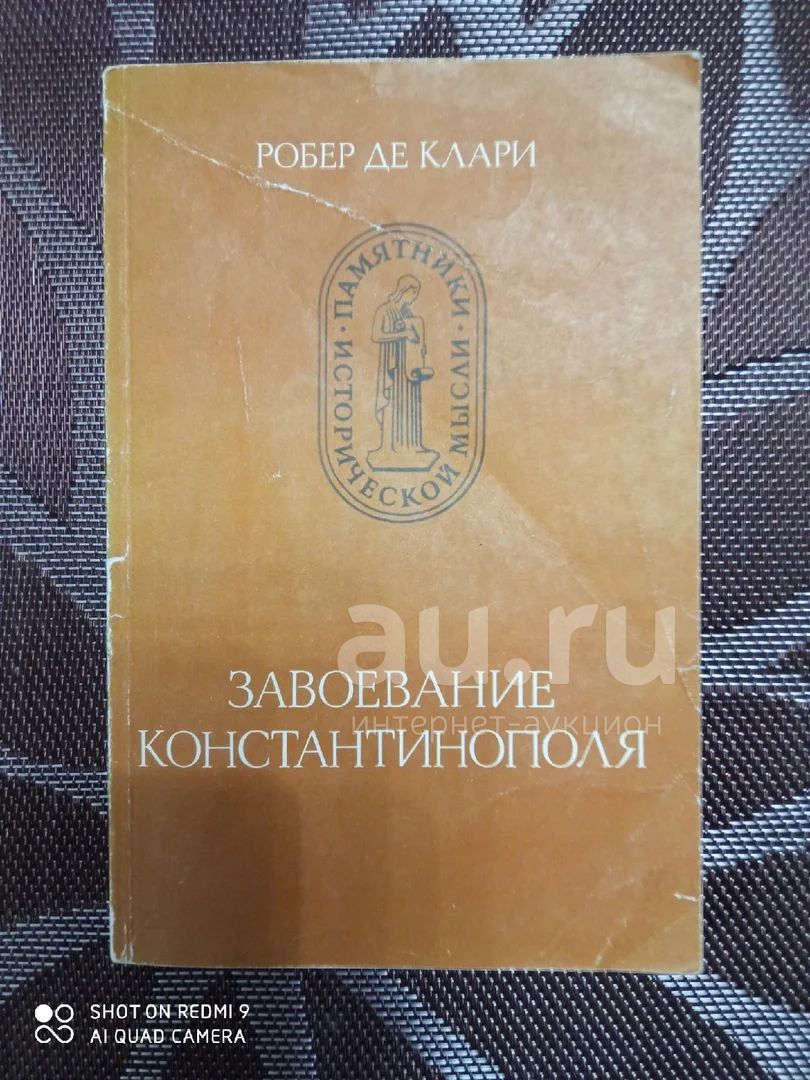 РОБЕР ДЕ КЛАРИ
ПАМЯТНИКИ · ИСТОРИЧЕСКОЙ МЫСЛИ ·
au.ru
интернет-аукцион
ЗАВОЕВАНИЕ
КОНСТАНТИНОПОЛЯ
SHOT ON REDMI 9
AI QUAD CAMERA